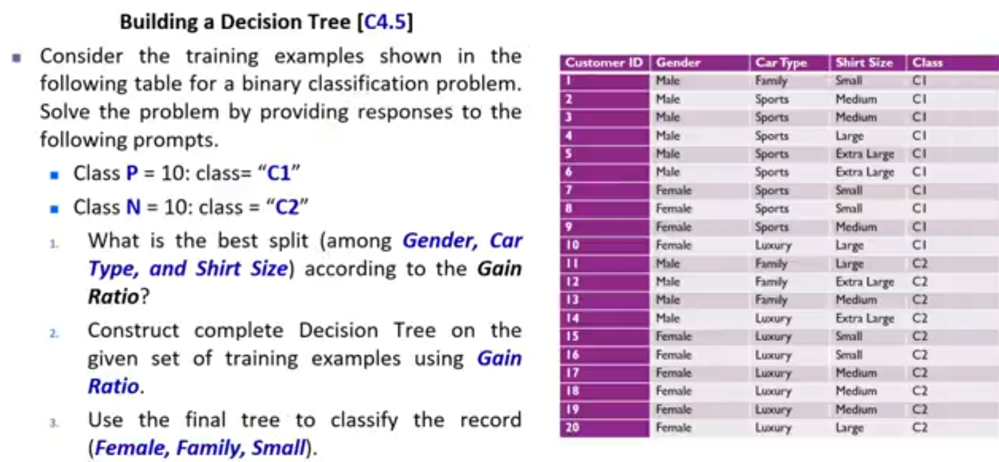 Building a Decision Tree [C4.5]
Consider the training examples shown in the
following table for a binary classification problem.
Solve the problem by providing responses to the
following prompts.
Class P = 10: class= “C1”
Class N = 10: class = “C2”
1. What is the best split (among Gender, Car
Type, and Shirt Size) according to the Gain
Ratio?
2. Construct complete Decision Tree on the
given set of training examples using Gain
Ratio.
3. Use the final tree to classify the record
(Female, Family, Small).
Customer ID Gender Car Type Shirt Size Class
1 Male Family Small C1
2 Male Sports Medium C1
3 Male Sports Medium C1
4 Male Sports Large C1
5 Male Sports Extra Large C1
6 Male Sports Extra Large C1
7 Female Sports Small C1
8 Female Sports Small C1
9 Female Sports Medium C1
10 Female Luxury Large C1
11 Male Family Large C2
12 Male Family Extra Large C2
13 Male Family Medium C2
14 Male Luxury Extra Large C2
15 Female Luxury Small C2
16 Female Luxury Small C2
17 Female Luxury Medium C2
18 Female Luxury Medium C2
19 Female Luxury Medium C2
20 Female Luxury Large C2